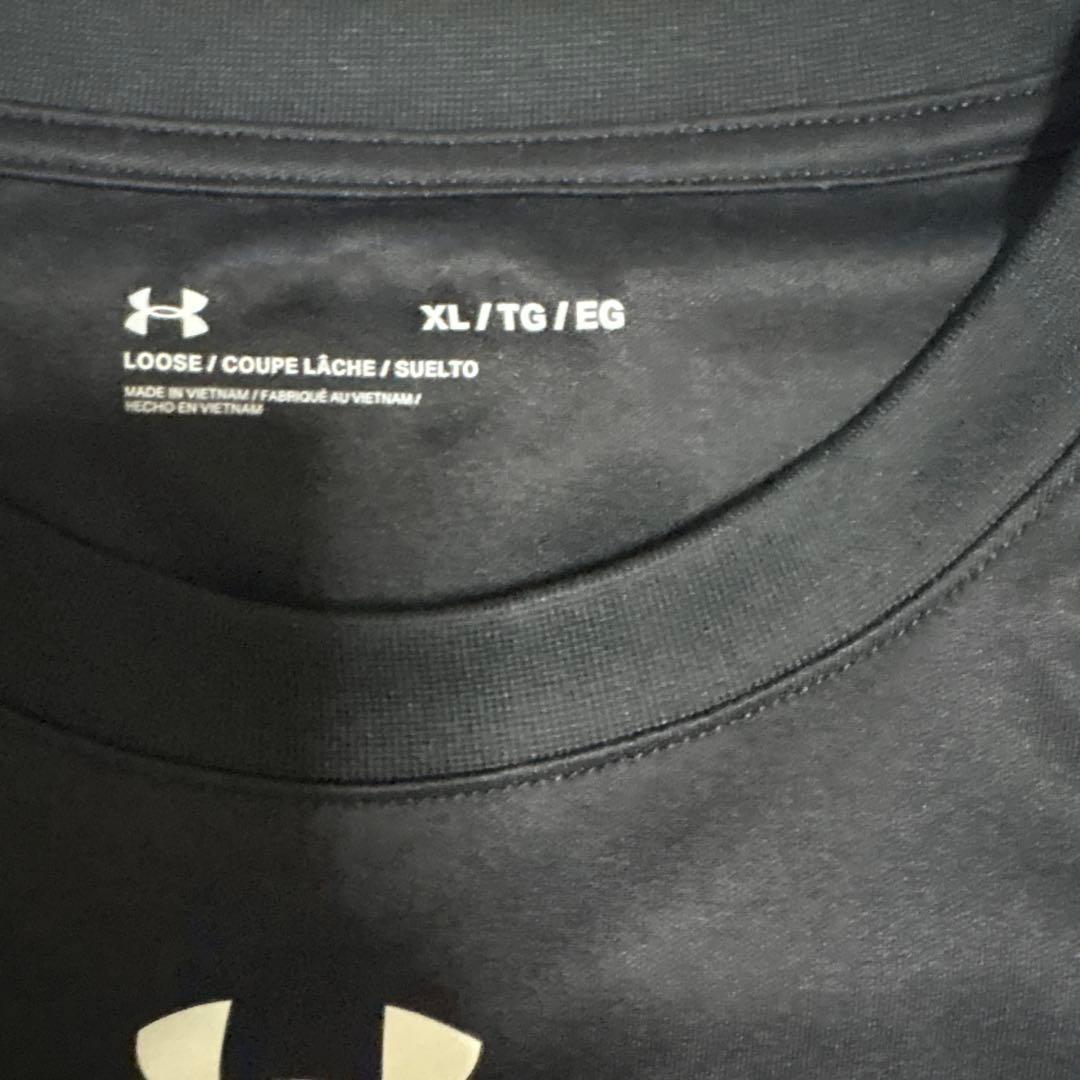 XL / TG / EG
LOOSE / COUPE LÂCHE / SUELTO
MADE IN VIETNAM / FABRIQUÉ AU VIETNAM /
HECHO EN VIETNAM